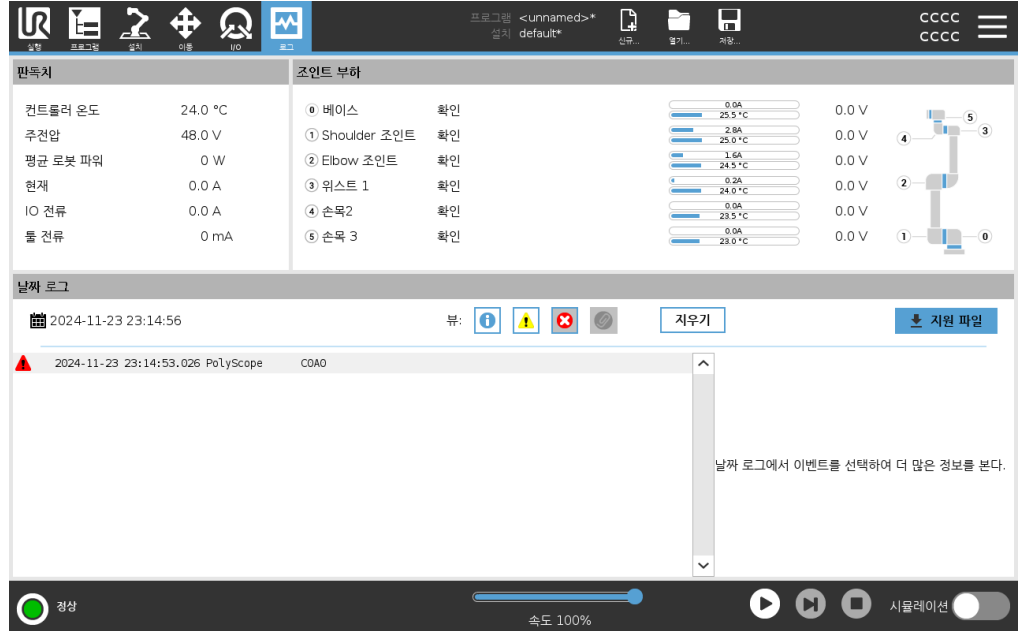 프로그램 <unnamed>*
설치 default*
CCCC
CCCC
실행 프로그램 설치 이동 I/O 로그 신규... 열기... 저장...
판독치
조인트 부하
컨트롤러 온도 24.0 °C
주전압 48.0 V
평균 로봇 파워 0 W
현재 0.0 A
IO 전류 0.0 A
툴 전류 0 mA
0 베이스 확인 0.0A 25.5 °C 0.0 V
1 Shoulder 조인트 확인 2.8A 25.0 °C 0.0 V
2 Elbow 조인트 확인 1.6A 24.5 °C 0.0 V
3 위스트 1 확인 0.2A 24.0 °C 0.0 V
4 손목2 확인 0.0A 23.5 °C 0.0 V
5 손목 3 확인 0.0A 23.0 °C 0.0 V
5
4 3
2
1 0
날짜 로그
2024-11-23 23:14:56 뷰: 지우기 지원 파일
2024-11-23 23:14:53.026 PolyScope C0A0
날짜 로그에서 이벤트를 선택하여 더 많은 정보를 본다.
정상
속도 100%
시뮬레이션